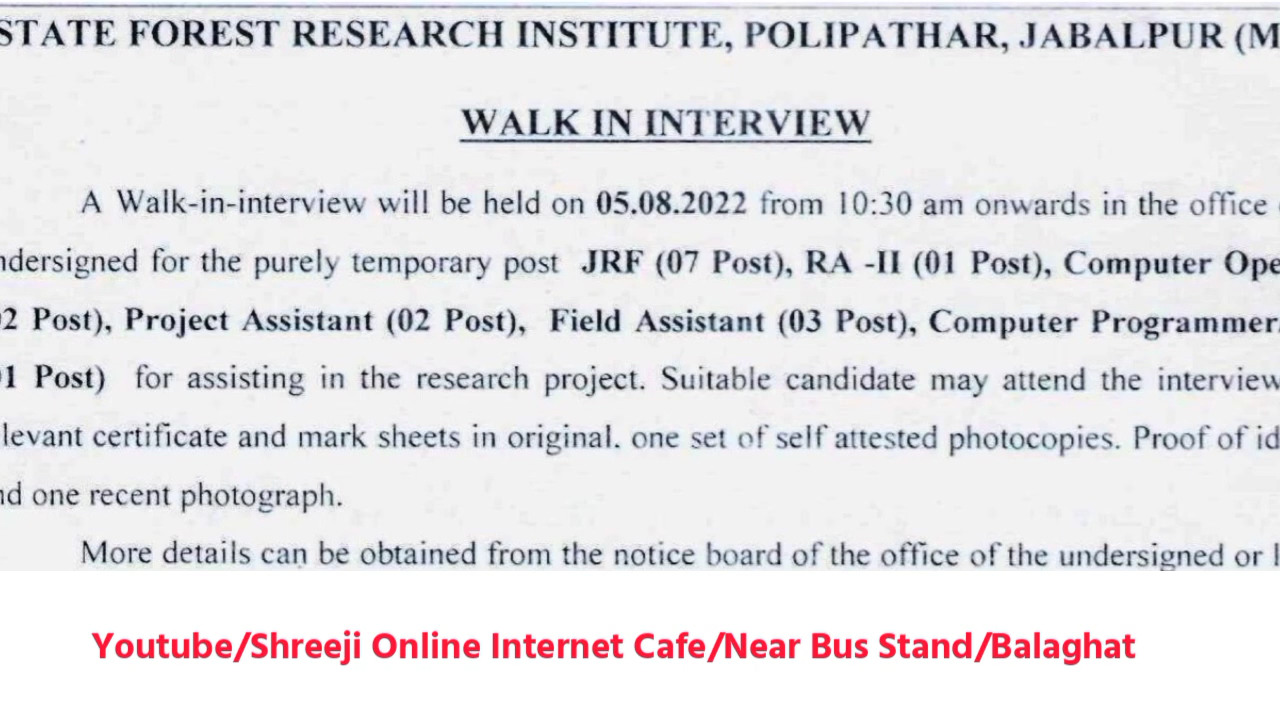 STATE FOREST RESEARCH INSTITUTE, POLIPATHAR, JABALPUR (M
WALK IN INTERVIEW
A Walk-in-interview will be held on 05.08.2022 from 10:30 am onwards in the office
ndersigned for the purely temporary post JRF (07 Post), RA -II (01 Post), Computer Ope
2 Post), Project Assistant (02 Post), Field Assistant (03 Post), Computer Programmer
1 Post) for assisting in the research project. Suitable candidate may attend the interview
levant certificate and mark sheets in original. one set of self attested photocopies. Proof of id
nd one recent photograph.
More details can be obtained from the notice board of the office of the undersigned or
Youtube/Shreeji Online Internet Cafe/Near Bus Stand/Balaghat